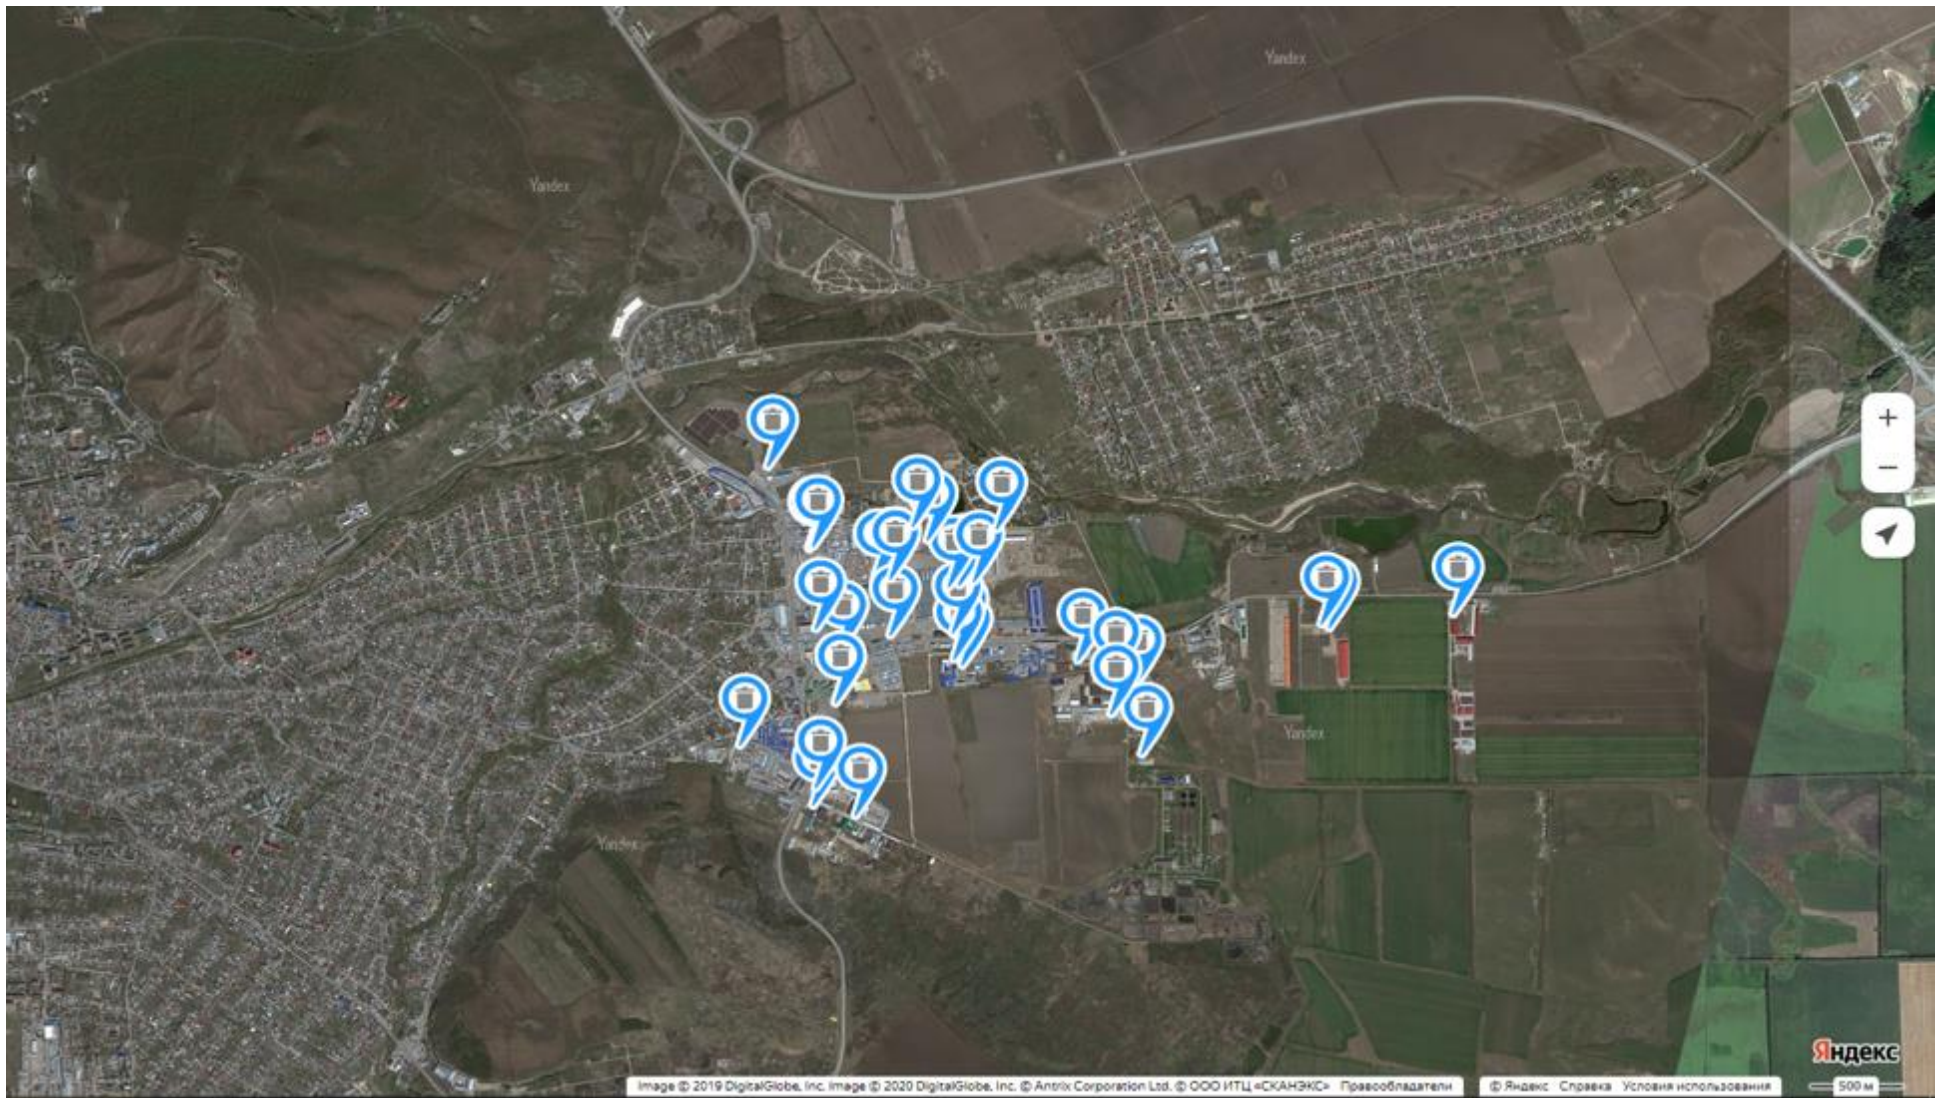 Yandex
Yandex
+
−
Yandex
Yandex
Яндекс
Image © 2019 DigitalGlobe, Inc. Image © 2020 DigitalGlobe, Inc. © Antrix Corporation Ltd. © ООО ИТЦ «СКАНЭКС» Правообладатели
© Яндекс Справка Условия использования
500 м